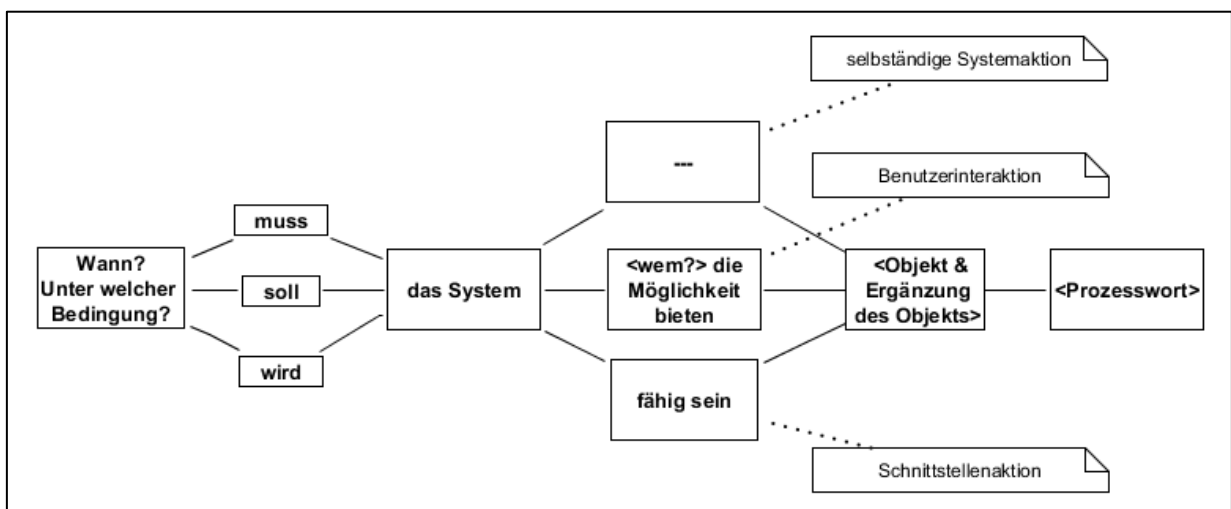 selbständige Systemaktion
---
Benutzerinteraktion
muss
Wann?
Unter welcher
Bedingung?
soll
das System
<wem?> die
Möglichkeit
bieten
<Objekt &
Ergänzung
des Objekts>
<Prozesswort>
wird
fähig sein
Schnittstellenaktion